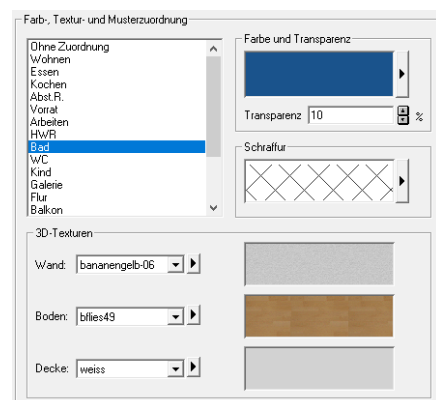 Farb-, Textur- und Musterzuordnung
Ohne Zuordnung
Wohnen
Essen
Kochen
Abst.R.
Vorrat
Arbeiten
HWR
Bad
WC
Kind
Galerie
Flur
Balkon
Farbe und Transparenz
Transparenz 10 %
Schraffur
3D-Texturen
Wand: bananengelb-06
Boden: bflies49
Decke: weiss